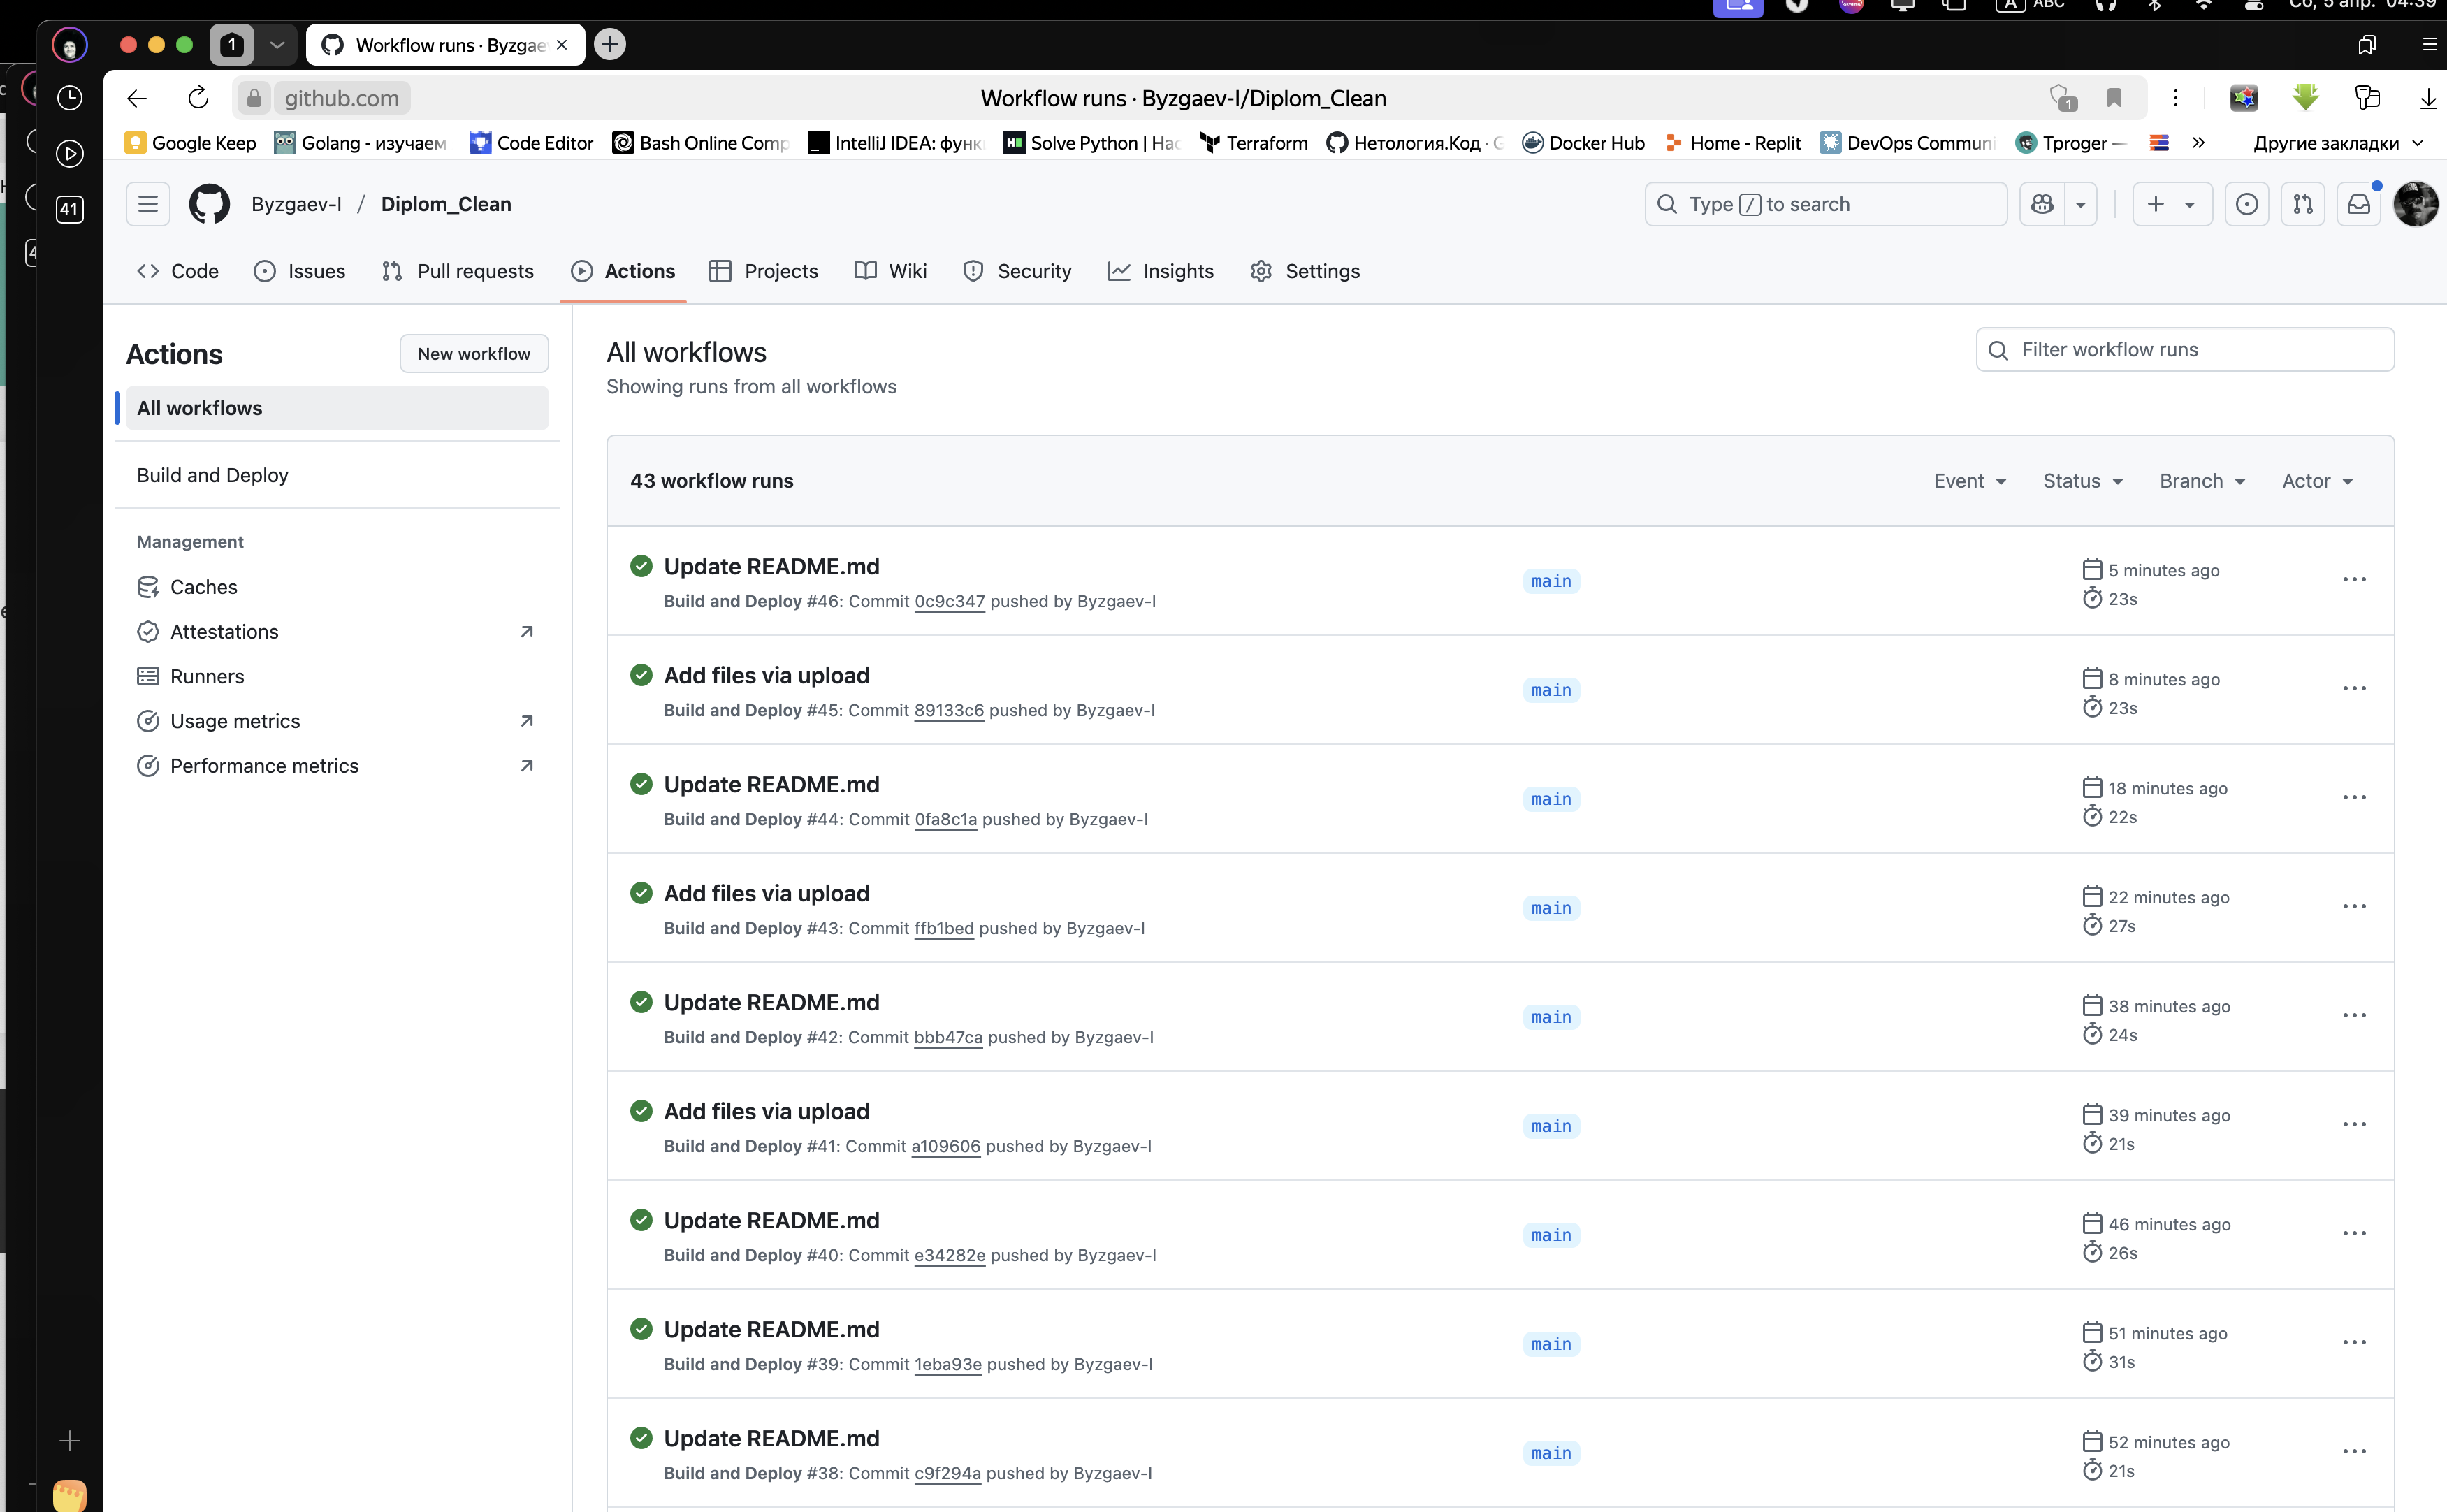 A ABC Сб, 5 апр. 04:39
1 Workflow runs · Byzgae
github.com Workflow runs · Byzgaev-I/Diplom_Clean 1
Google Keep Golang - изучаем Code Editor Bash Online Comp IntelliJ IDEA: функ Solve Python | Hac Terraform Нетология.Код · G Docker Hub Home - Replit DevOps Communi Tproger — » Другие закладки
41
Byzgaev-I / Diplom_Clean Type / to search
Code Issues Pull requests Actions Projects Wiki Security Insights Settings
Actions New workflow
All workflows
Build and Deploy
Management
Caches
Attestations
Runners
Usage metrics
Performance metrics
All workflows Filter workflow runs
Showing runs from all workflows
43 workflow runs Event Status Branch Actor
Update README.md main 5 minutes ago
Build and Deploy #46: Commit 0c9c347 pushed by Byzgaev-I 23s
Add files via upload main 8 minutes ago
Build and Deploy #45: Commit 89133c6 pushed by Byzgaev-I 23s
Update README.md main 18 minutes ago
Build and Deploy #44: Commit 0fa8c1a pushed by Byzgaev-I 22s
Add files via upload main 22 minutes ago
Build and Deploy #43: Commit ffb1bed pushed by Byzgaev-I 27s
Update README.md main 38 minutes ago
Build and Deploy #42: Commit bbb47ca pushed by Byzgaev-I 24s
Add files via upload main 39 minutes ago
Build and Deploy #41: Commit a109606 pushed by Byzgaev-I 21s
Update README.md main 46 minutes ago
Build and Deploy #40: Commit e34282e pushed by Byzgaev-I 26s
Update README.md main 51 minutes ago
Build and Deploy #39: Commit 1eba93e pushed by Byzgaev-I 31s
Update README.md main 52 minutes ago
Build and Deploy #38: Commit c9f294a pushed by Byzgaev-I 21s